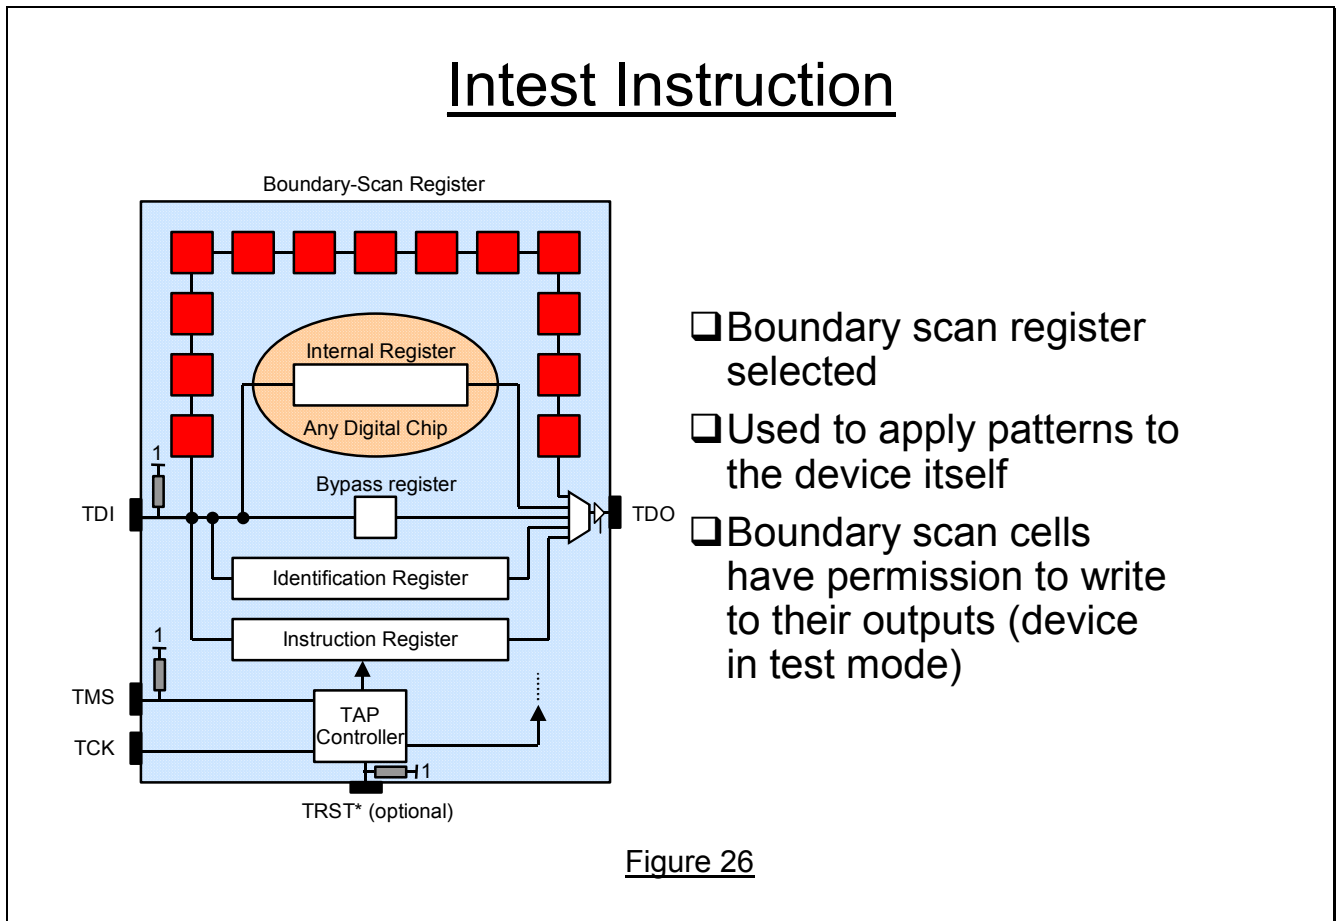 Intest Instruction
Boundary-Scan Register
Internal Register
Any Digital Chip
1
Bypass register
TDI
TDO
Identification Register
Instruction Register
1
TMS
TAP
Controller
TCK
1
TRST* (optional)
❑Boundary scan register
selected
❑Used to apply patterns to
the device itself
❑Boundary scan cells
have permission to write
to their outputs (device
in test mode)
Figure 26